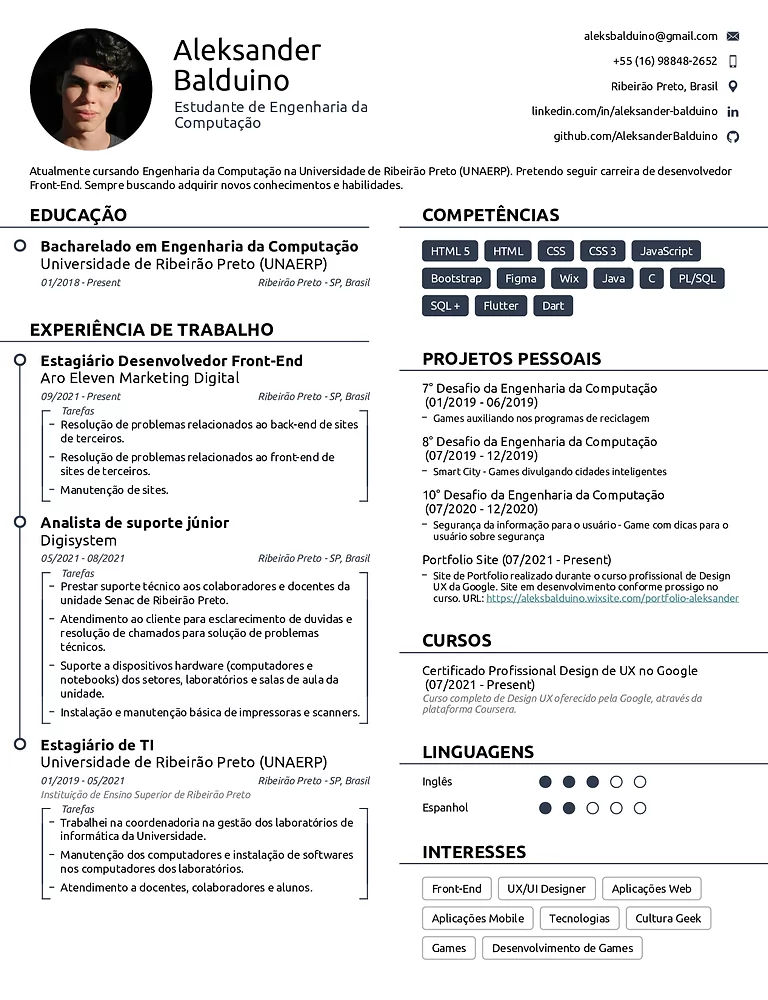 Aleksander
Balduino
Estudante de Engenharia da
Computação
aleksbalduino@gmail.com
+55 (16) 98848-2652
Ribeirão Preto, Brasil
linkedin.com/in/aleksander-balduino
github.com/AleksanderBalduino
Atualmente cursando Engenharia da Computação na Universidade de Ribeirão Preto (UNAERP). Pretendo seguir carreira de desenvolvedor
Front-End. Sempre buscando adquirir novos conhecimentos e habilidades.
EDUCAÇÃO
Bacharelado em Engenharia da Computação
Universidade de Ribeirão Preto (UNAERP)
01/2018 - Present Ribeirão Preto - SP, Brasil
EXPERIÊNCIA DE TRABALHO
Estagiário Desenvolvedor Front-End
Aro Eleven Marketing Digital
09/2021 - Present Ribeirão Preto - SP, Brasil
Tarefas
– Resolução de problemas relacionados ao back-end de sites
de terceiros.
– Resolução de problemas relacionados ao front-end de
sites de terceiros.
– Manutenção de sites.
Analista de suporte júnior
Digisystem
05/2021 - 08/2021 Ribeirão Preto - SP, Brasil
Tarefas
– Prestar suporte técnico aos colaboradores e docentes da
unidade Senac de Ribeirão Preto.
– Atendimento ao cliente para esclarecimento de duvidas e
resolução de chamados para solução de problemas
técnicos.
– Suporte a dispositivos hardware (computadores e
notebooks) dos setores, laboratórios e salas de aula da
unidade.
– Instalação e manutenção básica de impressoras e scanners.
Estagiário de TI
Universidade de Ribeirão Preto (UNAERP)
01/2019 - 05/2021 Ribeirão Preto - SP, Brasil
Instituição de Ensino Superior de Ribeirão Preto
Tarefas
– Trabalhei na coordenadoria na gestão dos laboratórios de
informática da Universidade.
– Manutenção dos computadores e instalação de softwares
nos computadores dos laboratórios.
– Atendimento a docentes, colaboradores e alunos.
COMPETÊNCIAS
HTML 5 HTML CSS CSS 3 JavaScript
Bootstrap Figma Wix Java C PL/SQL
SQL + Flutter Dart
PROJETOS PESSOAIS
7° Desafio da Engenharia da Computação
(01/2019 - 06/2019)
– Games auxiliando nos programas de reciclagem
8° Desafio da Engenharia da Computação
(07/2019 - 12/2019)
– Smart City - Games divulgando cidades inteligentes
10° Desafio da Engenharia da Computação
(07/2020 - 12/2020)
– Segurança da informação para o usuário - Game com dicas para o
usuário sobre segurança
Portfolio Site (07/2021 - Present)
– Site de Portfolio realizado durante o curso profissional de Design
UX da Google. Site em desenvolvimento conforme prossigo no
curso. URL: https://aleksbalduino.wixsite.com/portfolio-aleksander
CURSOS
Certificado Profissional Design de UX no Google
(07/2021 - Present)
Curso completo de Design UX oferecido pela Google, através da
plataforma Coursera.
LINGUAGENS
Inglês
Espanhol
INTERESSES
Front-End UX/UI Designer Aplicações Web
Aplicações Mobile Tecnologias Cultura Geek
Games Desenvolvimento de Games